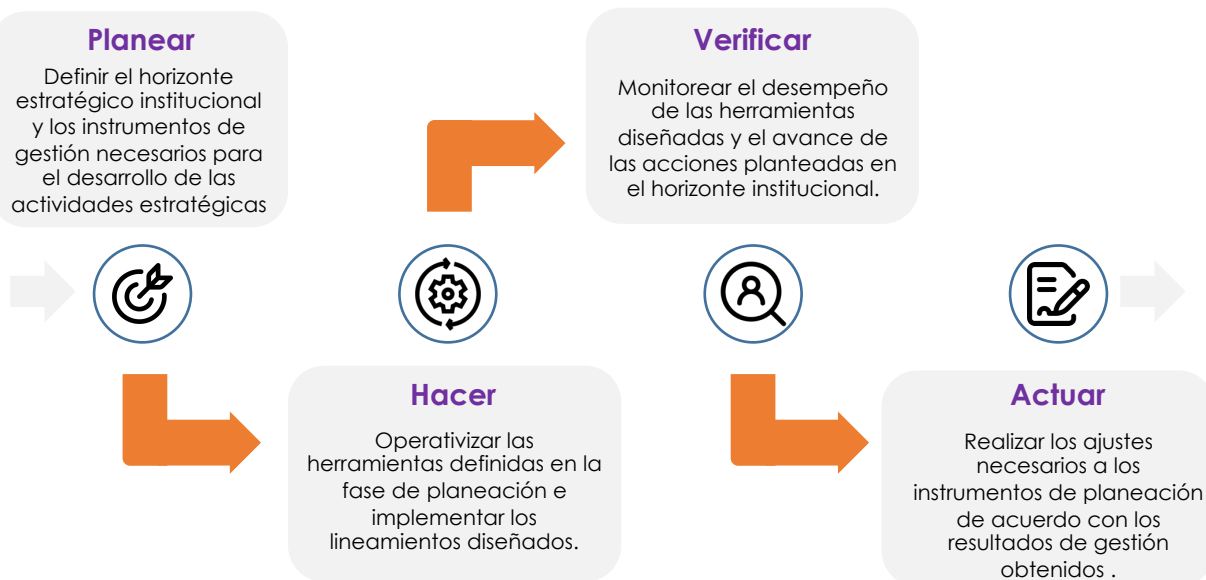 Planear
Definir el horizonte
estratégico institucional
y los instrumentos de
gestión necesarios para
el desarrollo de las
actividades estratégicas
Hacer
Operativizar las
herramientas definidas en la
fase de planeación e
implementar los
lineamientos diseñados.
Verificar
Monitorear el desempeño
de las herramientas
diseñadas y el avance de
las acciones planteadas en
el horizonte institucional.
Actuar
Realizar los ajustes
necesarios a los
instrumentos de planeación
de acuerdo con los
resultados de gestión
obtenidos .